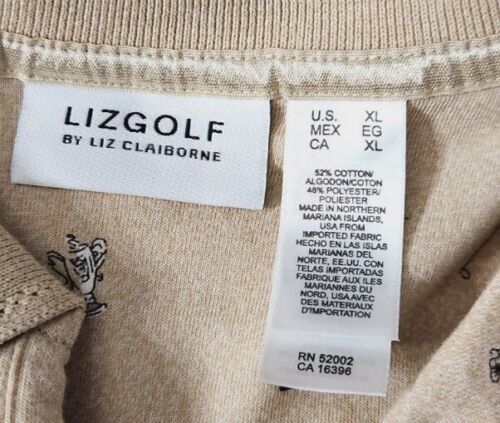 LIZGOLF
BY LIZ CLAIBORNE
U.S. XL
MEX EG
CA XL
52% COTTON/
ALGODON/COTON
48% POLYESTER/
POLIESTER
MADE IN NORTHERN
MARIANA ISLANDS,
USA FROM
IMPORTED FABRIC
HECHO EN LAS ISLAS
MARIANAS DEL
NORTE, EE.UU. CON
TELAS IMPORTADAS
FABRIQUE AUX ILES
MARIANNES DU
NORD, USA AVEC
DES MATIERES
D'IMPORTATION
RN 52002
CA 16396